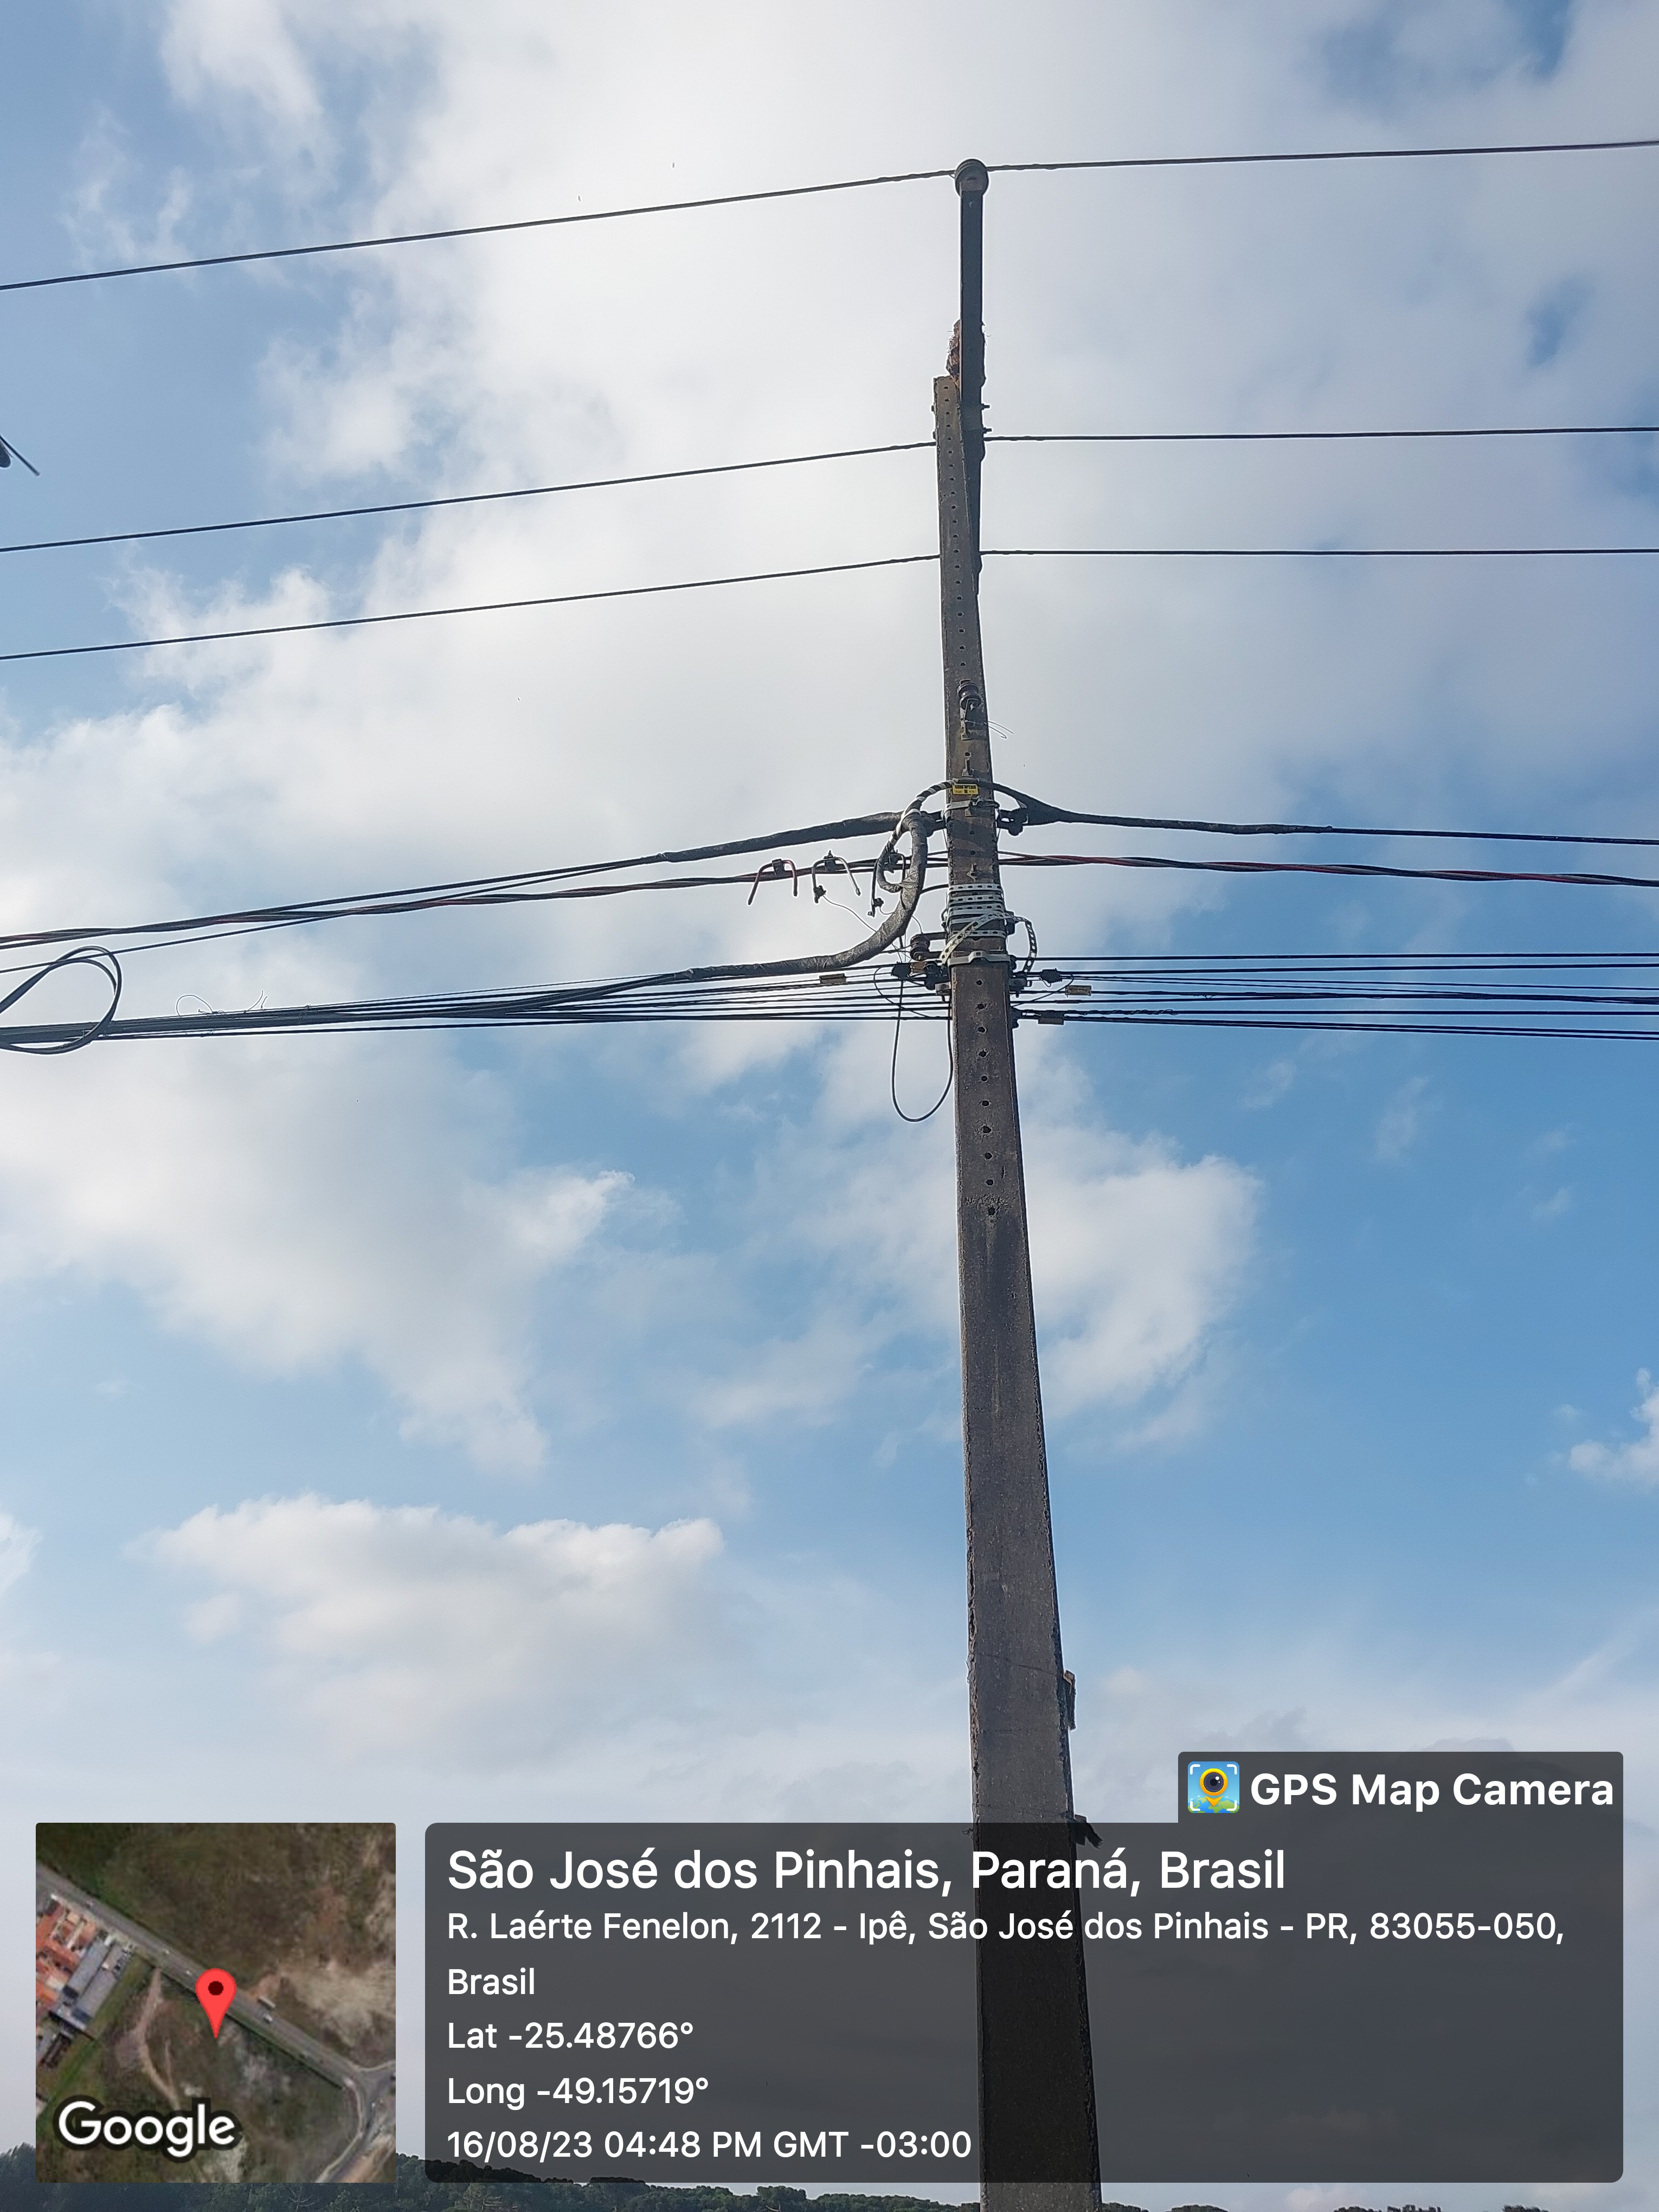 GPS Map Camera
São José dos Pinhais, Paraná, Brasil
R. Laérte Fenelon, 2112 - Ipê, São José dos Pinhais - PR, 83055-050,
Brasil
Lat -25.48766°
Long -49.15719°
16/08/23 04:48 PM GMT -03:00
Google